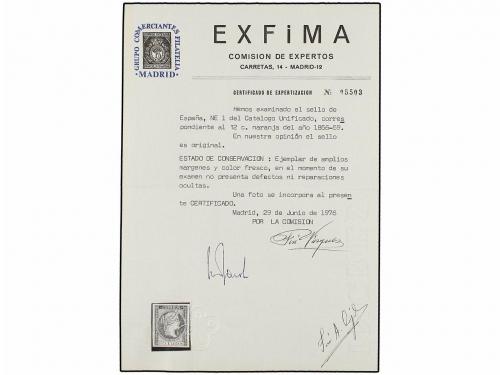 EXFiMA
COMISION DE EXPERTOS
CARRETAS, 14 - MADRID-12
GRUPO COMERCIANTES FILATELIA
· MADRID ·
CERTIFICADO DE EXPERTIZACION Nº 05503
Hemos examinado el sello de
España, NE 1 del Catalogo Unificado, corres
pondiente al 12 c. naranja del año 1856-59.
En nuestra opinión el sello
es original.
ESTADO DE CONSERVACION : Ejemplar de amplios
margenes y color fresco, en el momento de su
examen no presenta defectos ni reparaciones
ocultas.
Una foto se incorpora al presen
te CERTIFICADO.
Madrid, 29 de Junio de 1976
POR LA COMISION
CORREOS